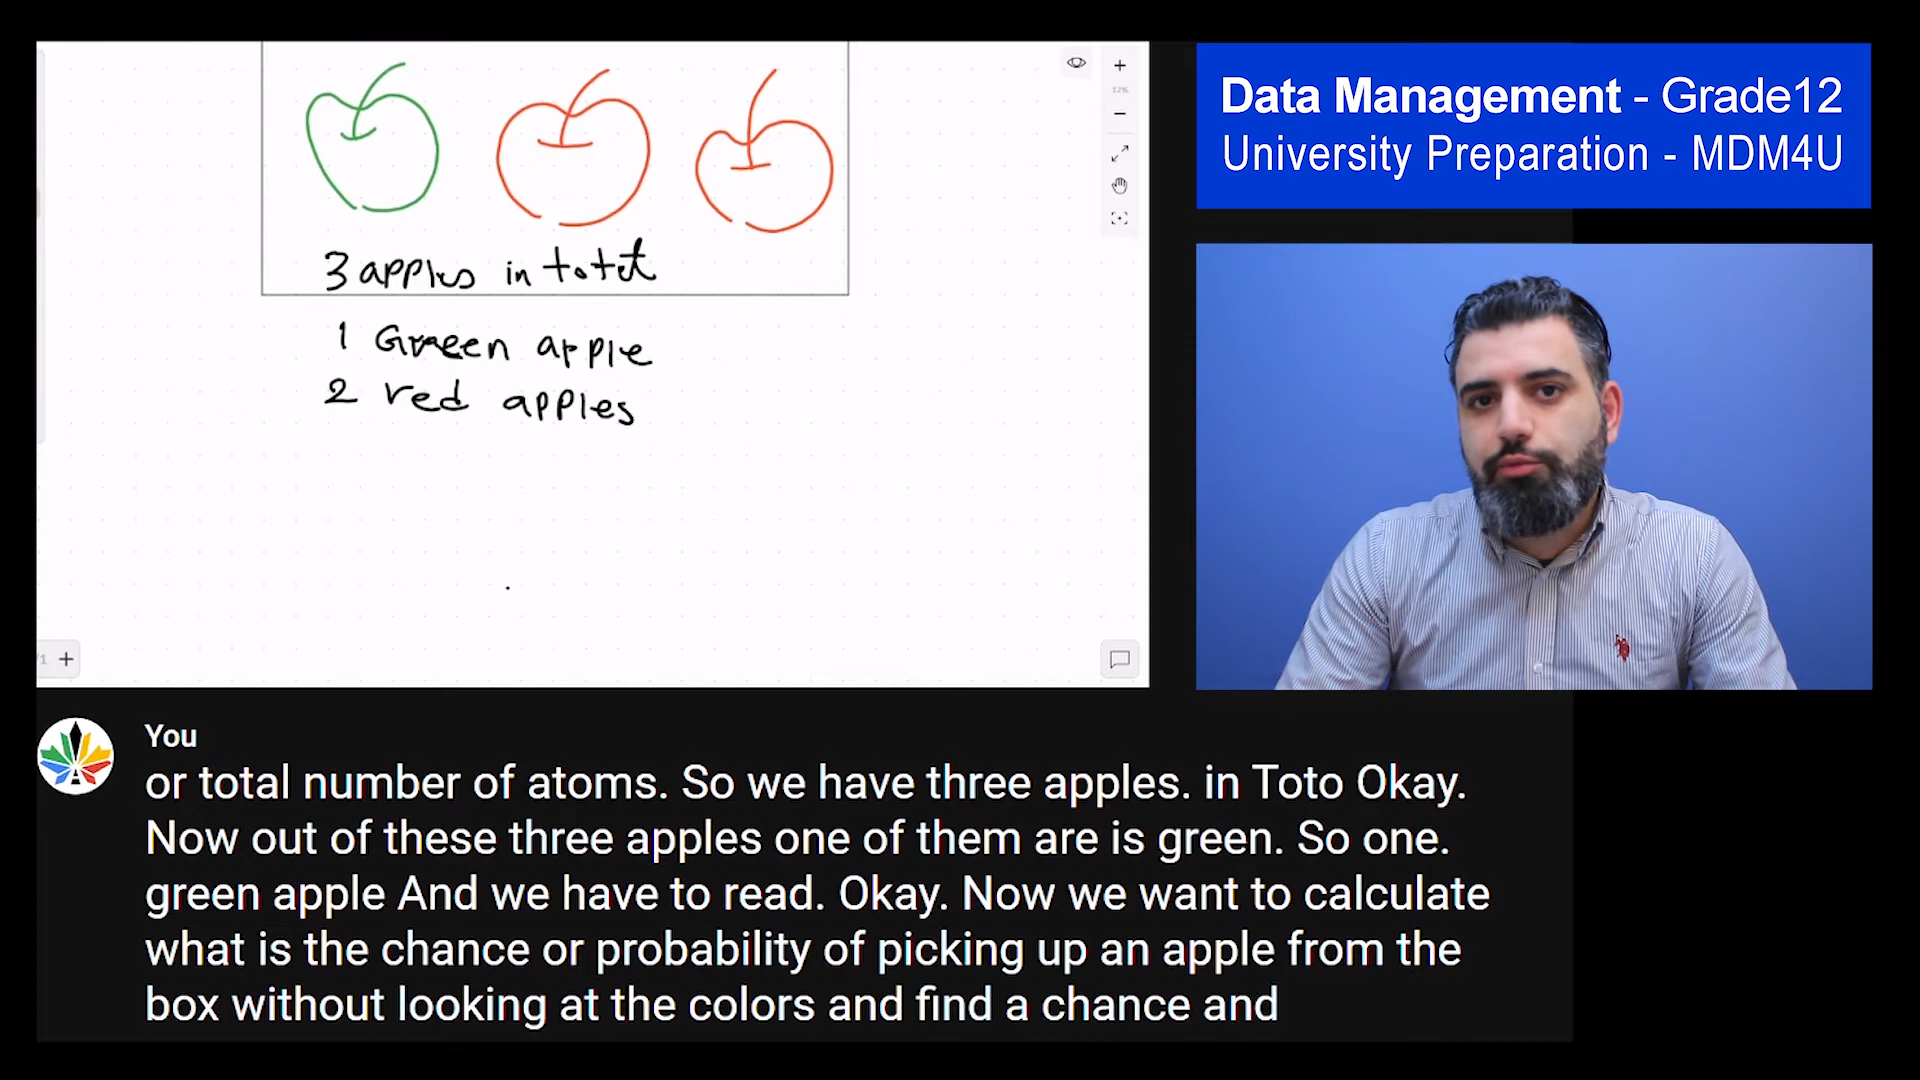 3 apples in total
1 Green apple
2 red apples
12%
/1
Data Management - Grade12
University Preparation - MDM4U
You
or total number of atoms. So we have three apples. in Toto Okay.
Now out of these three apples one of them are is green. So one.
green apple And we have to read. Okay. Now we want to calculate
what is the chance or probability of picking up an apple from the
box without looking at the colors and find a chance and